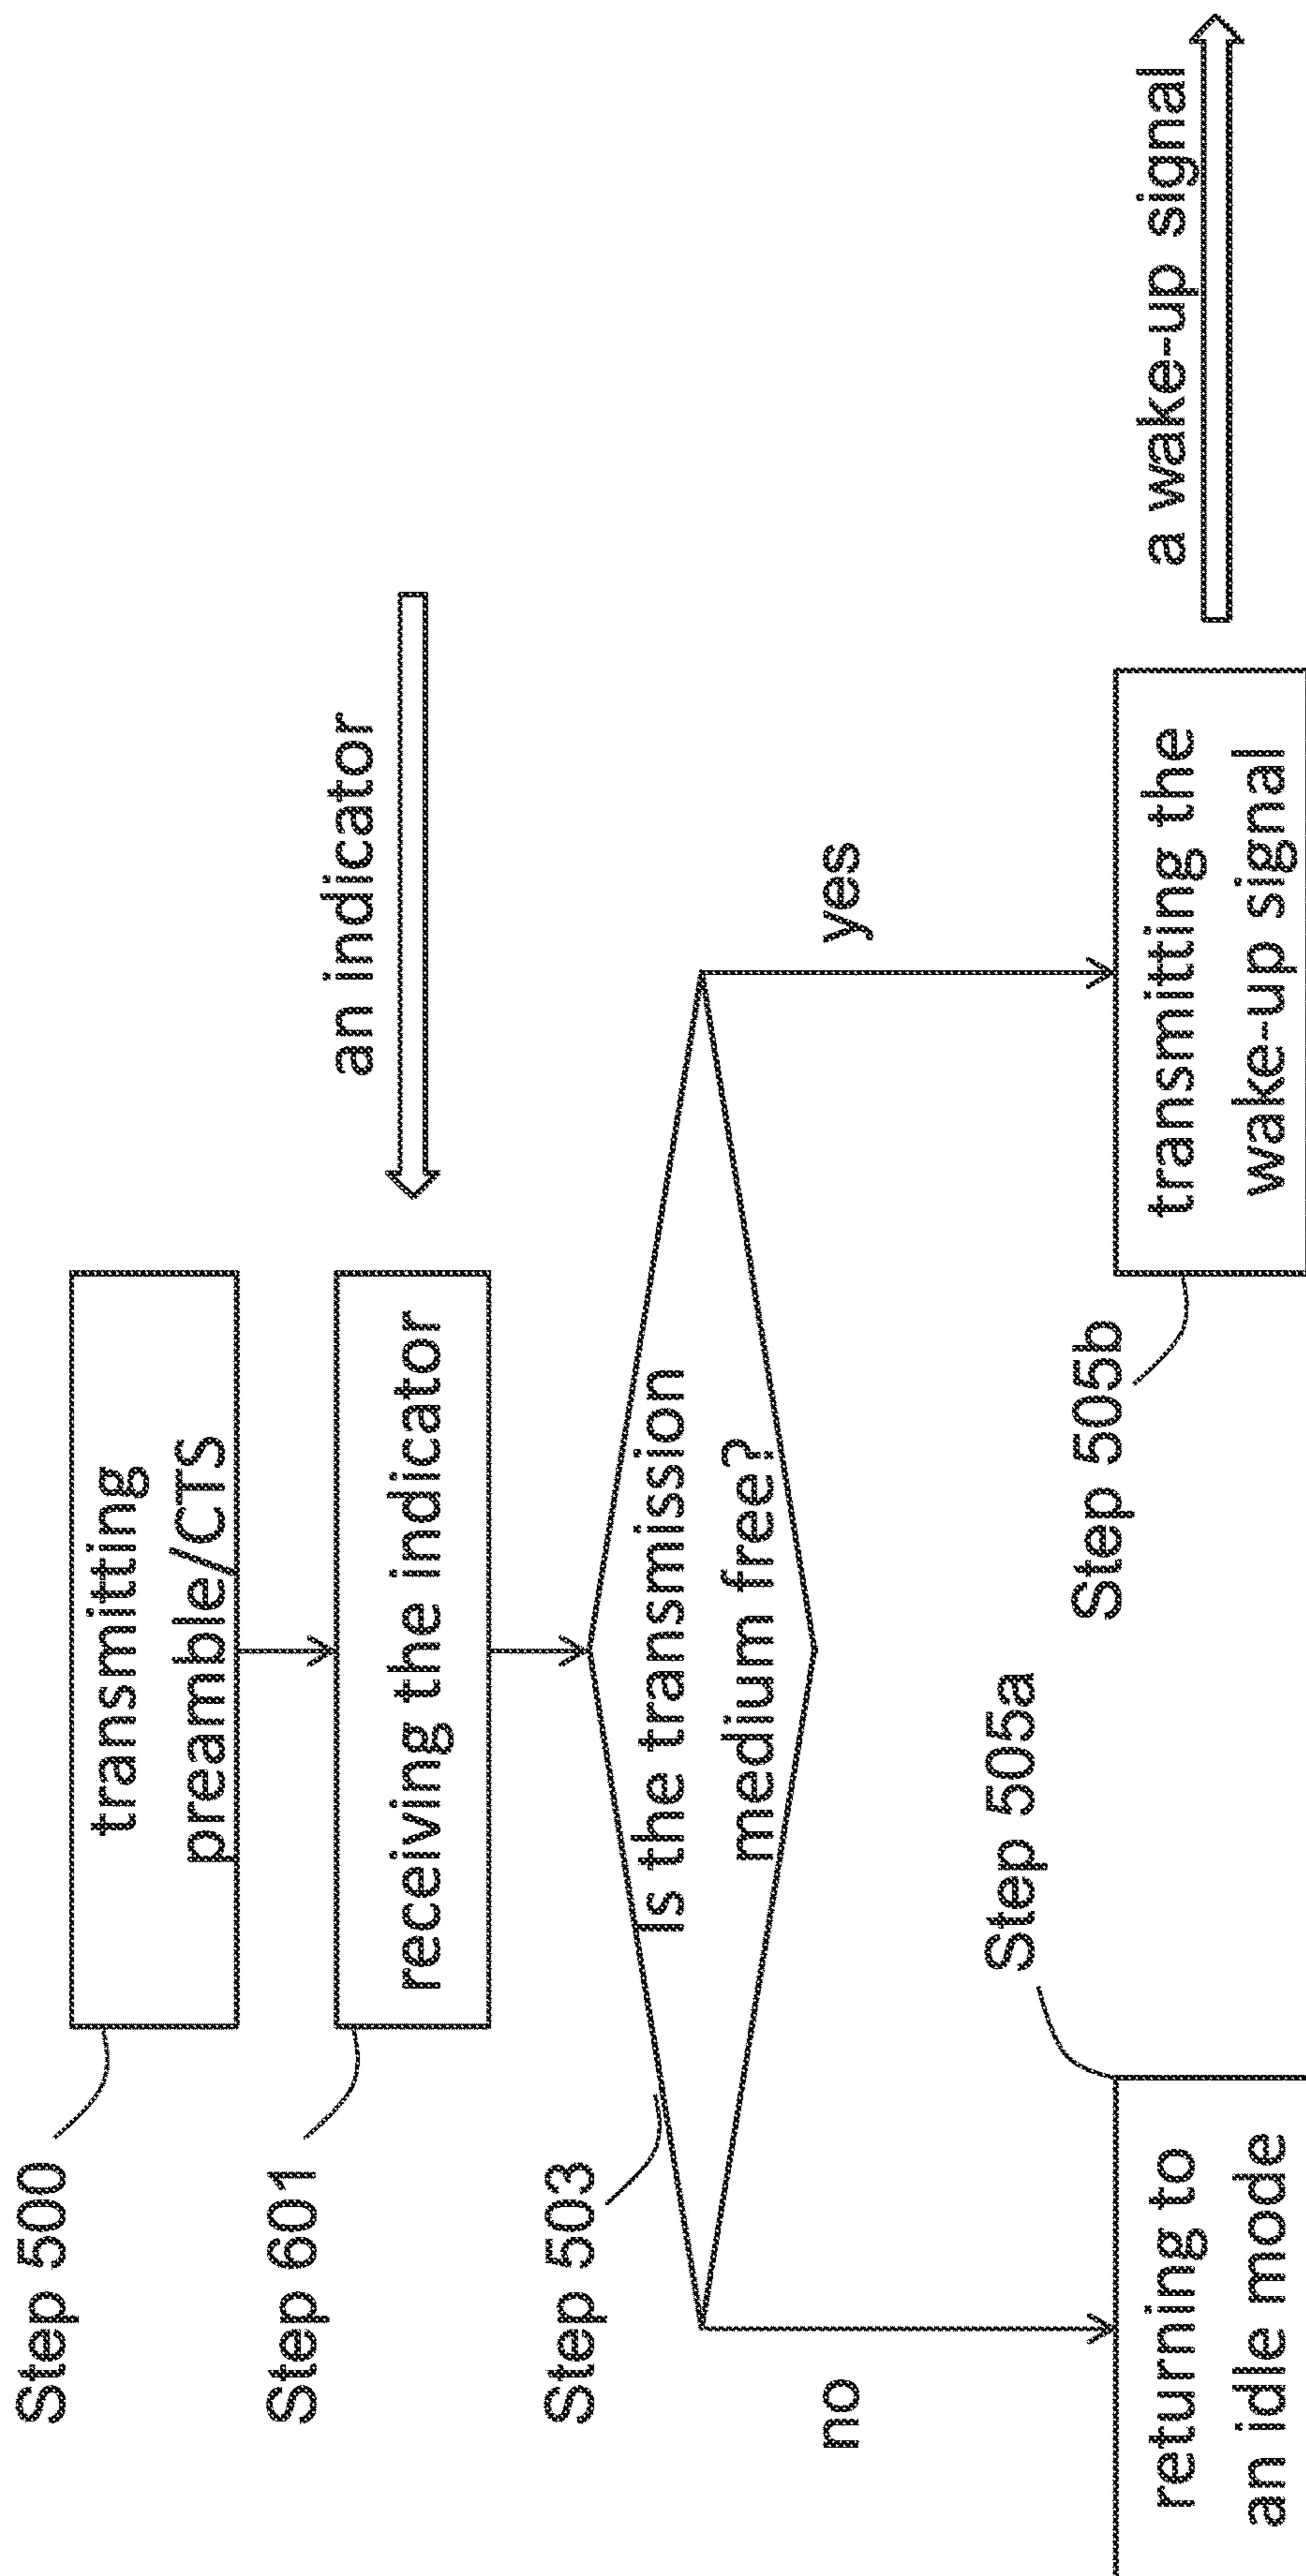 Step 500
transmitting
preamble/CTS
an indicator
Step 601
receiving the indicator
Step 503
Is the transmission
medium free?
no
yes
Step 505a
returning to
an idle mode
Step 505b
transmitting the
wake-up signal
a wake-up signal